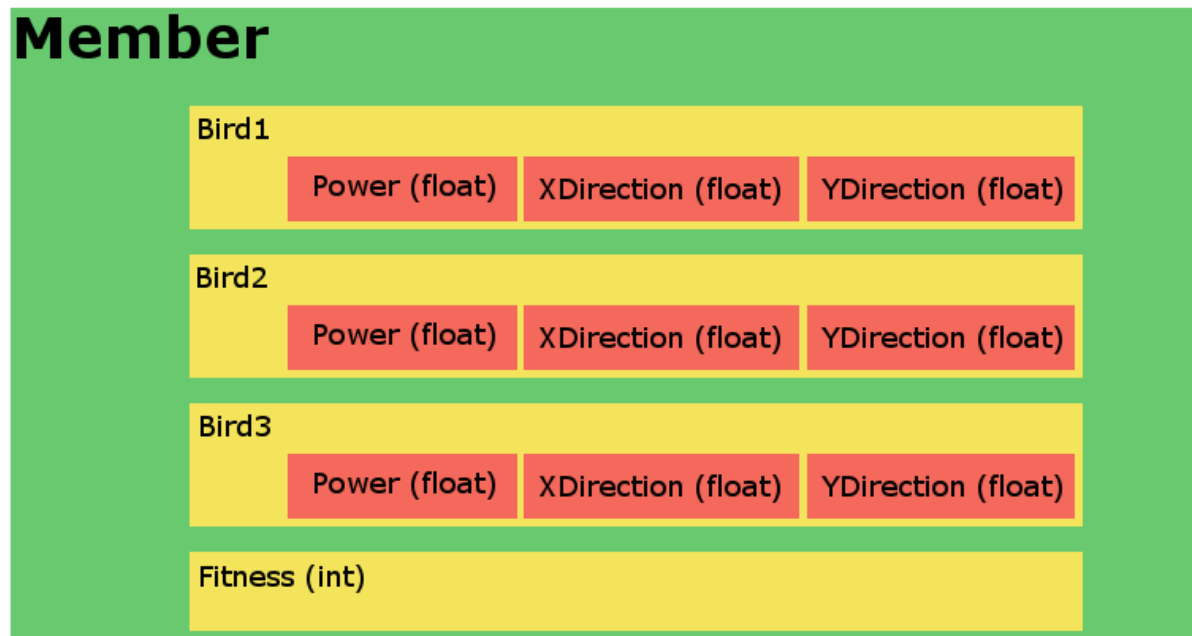 Member
Bird1
Power (float) XDirection (float) YDirection (float)
Bird2
Power (float) XDirection (float) YDirection (float)
Bird3
Power (float) XDirection (float) YDirection (float)
Fitness (int)